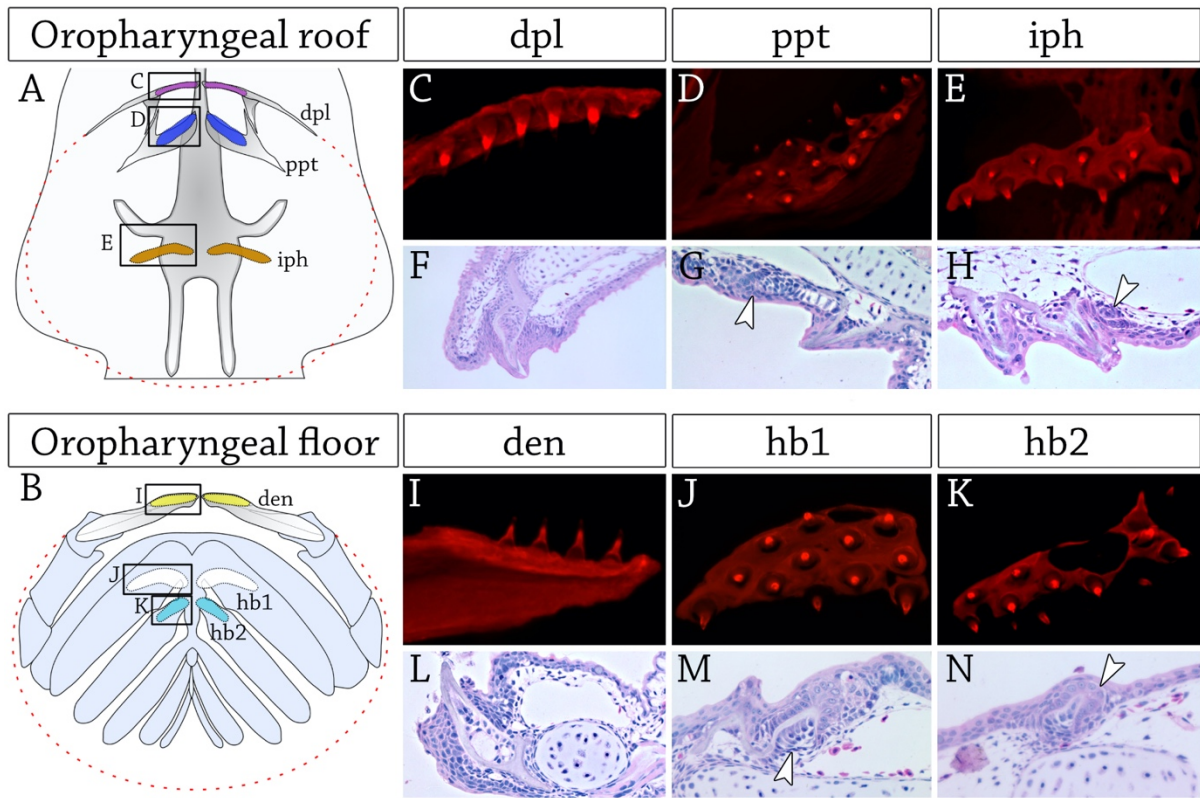 Oropharyngeal roof
dpl
ppt
iph
A
C
D
dpl
ppt
E
iph
C
D
E
F
G
H
Oropharyngeal floor
den
hb1
hb2
B
I
den
J
K
hb1
hb2
I
J
K
L
M
N